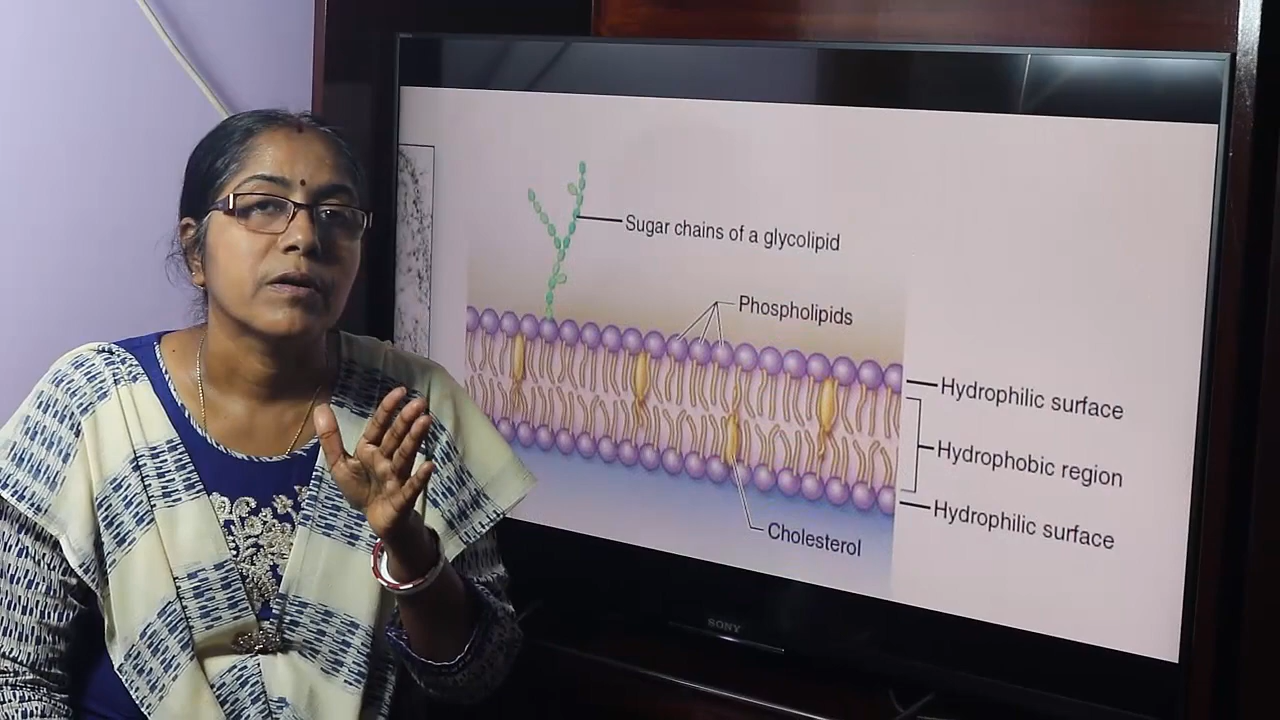 Sugar chains of a glycolipid
Phospholipids
Hydrophilic surface
Hydrophobic region
Hydrophilic surface
Cholesterol
SONY